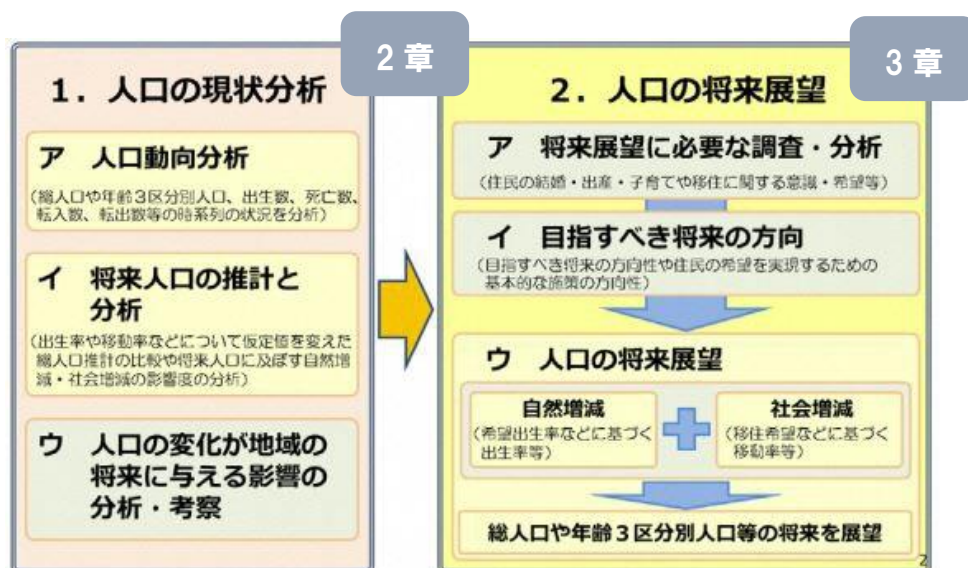 2章
1. 人口の現状分析
ア 人口動向分析
(総人口や年齢3区分別人口、出生数、死亡数、
転入数、転出数等の時系列の状況を分析)
イ 将来人口の推計と
分析
(出生率や移動率などについて仮定値を変えた
総人口推計の比較や将来人口に及ぼす自然増
減・社会増減の影響度の分析)
ウ 人口の変化が地域の
将来に与える影響の
分析・考察
3章
2. 人口の将来展望
ア 将来展望に必要な調査・分析
(住民の結婚・出産・子育てや移住に関する意識・希望等)
イ 目指すべき将来の方向
(目指すべき将来の方向性や住民の希望を実現するための
基本的な施策の方向性)
ウ 人口の将来展望
自然増減
(希望出生率などに基づく
出生率等)
社会増減
(移住希望などに基づく
移動率等)
総人口や年齢3区分別人口等の将来を展望
2